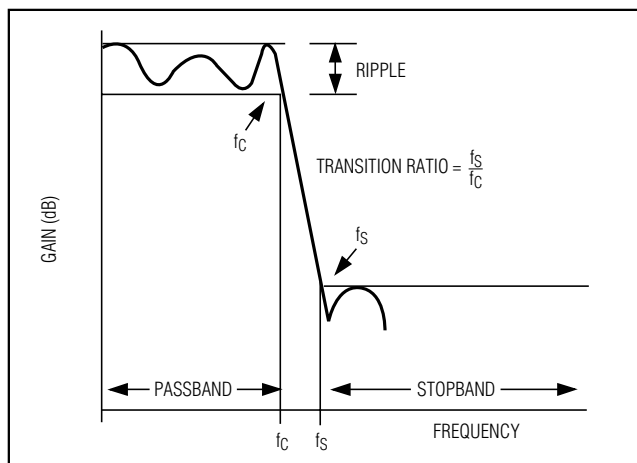 RIPPLE
fC
TRANSITION RATIO = fS/fC
GAIN (dB)
fS
PASSBAND
STOPBAND
fC
fS
FREQUENCY